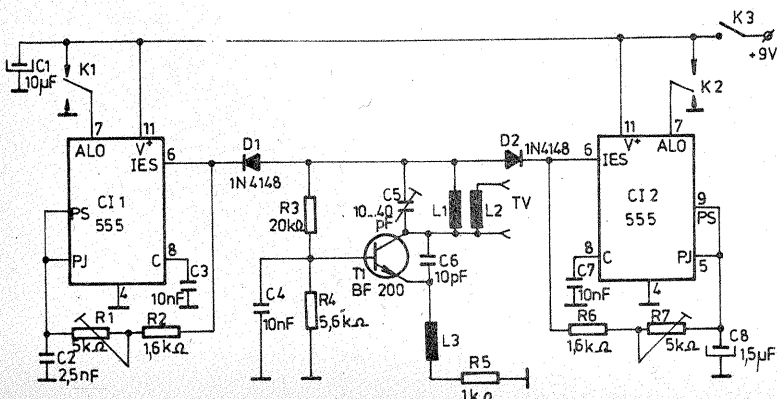 K3
+9V
C1
10µF
K1
K2
7
11
V+
ALO
IES
6
CI 1
555
PS
PJ
C
8
4
C3
10nF
R1
5kΩ
R2
1,6kΩ
C2
2,5nF
D1
1N4148
R3
20kΩ
C4
10nF
R4
5,6kΩ
T1
BF 200
C5
10...40
pF
L1
L2
TV
C6
10pF
L3
R5
1kΩ
D2
1N4148
6
11
V+
7
ALO
IES
CI 2
555
9
PS
PJ
5
8
C
4
C7
10nF
R6
1,6kΩ
R7
5kΩ
C8
1,5µF